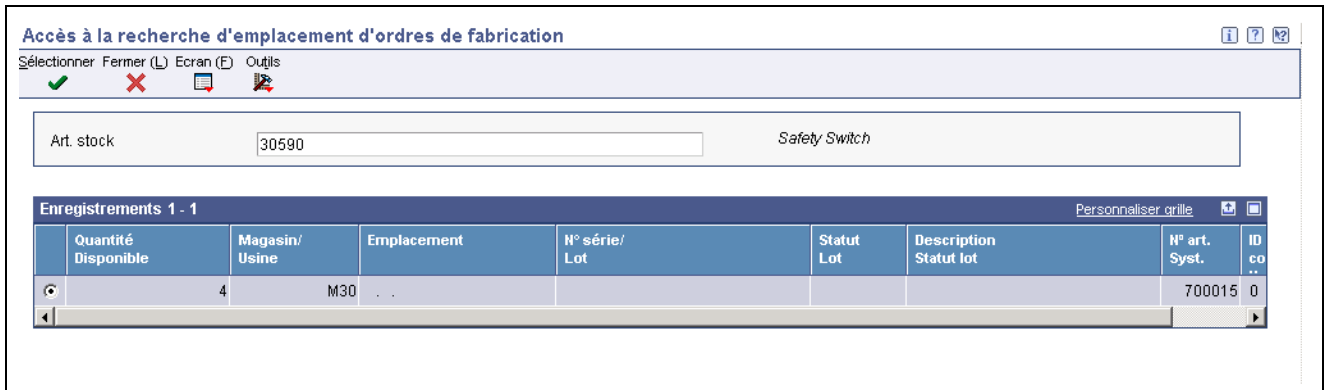 Accès à la recherche d'emplacement d'ordres de fabrication
Sélectionner Fermer (L) Ecran (F) Outils
Art. stock 30590 Safety Switch
Enregistrements 1 - 1 Personnaliser grille
Quantité Magasin/ Emplacement N° série/ Statut Description N° art. ID
Disponible Usine Lot Lot Statut lot Syst. co
..
4 M30 . . 700015 0